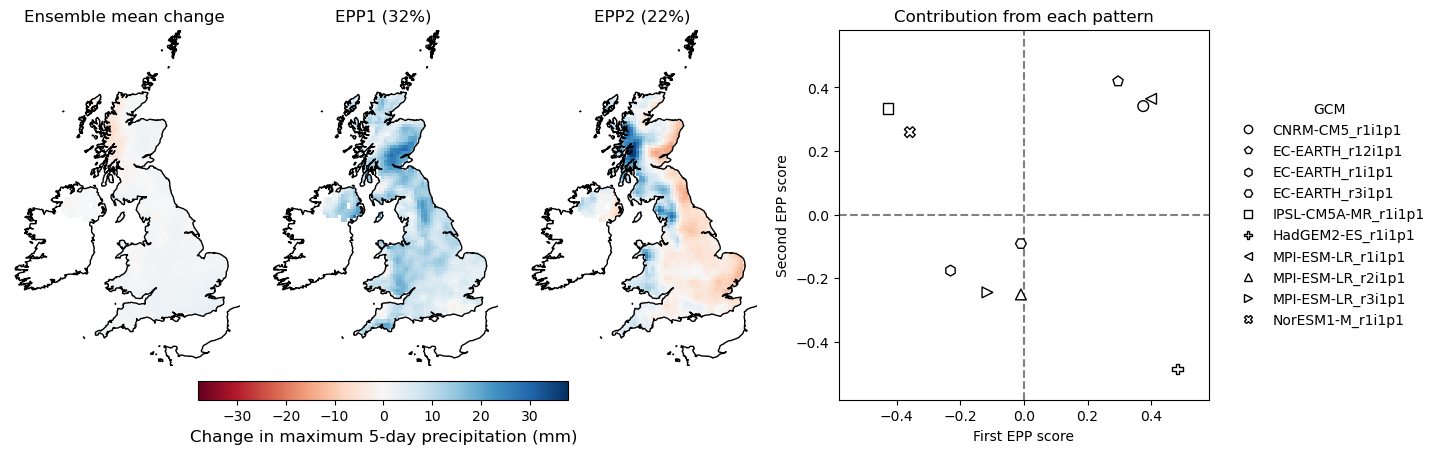 Ensemble mean change
EPP1 (32%)
EPP2 (22%)
Contribution from each pattern
−30
−20
−10
0
10
20
30
Change in maximum 5-day precipitation (mm)
Second EPP score
0.4
0.2
0.0
−0.2
−0.4
−0.4
−0.2
0.0
0.2
0.4
First EPP score
GCM
CNRM-CM5_r1i1p1
EC-EARTH_r12i1p1
EC-EARTH_r1i1p1
EC-EARTH_r3i1p1
IPSL-CM5A-MR_r1i1p1
HadGEM2-ES_r1i1p1
MPI-ESM-LR_r1i1p1
MPI-ESM-LR_r2i1p1
MPI-ESM-LR_r3i1p1
NorESM1-M_r1i1p1